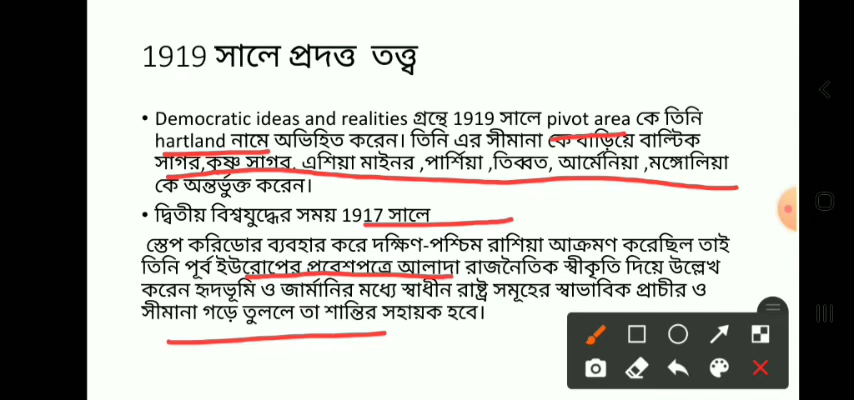 1919 সালে প্রদত্ত তত্ত্ব
• Democratic ideas and realities গ্রন্থে 1919 সালে pivot area কে তিনি
hartland নামে অভিহিত করেন। তিনি এর সীমানা কে বাড়িয়ে বাল্টিক
সাগর,কৃষ্ণ সাগর, এশিয়া মাইনর ,পার্শিয়া ,তিব্বত, আর্মেনিয়া ,মঙ্গোলিয়া
কে অন্তর্ভুক্ত করেন।
• দ্বিতীয় বিশ্বযুদ্ধের সময় 1917 সালে
স্তেপ করিডোর ব্যবহার করে দক্ষিণ-পশ্চিম রাশিয়া আক্রমণ করেছিল তাই
তিনি পূর্ব ইউরোপের প্রবেশপত্রে আলাদা রাজনৈতিক স্বীকৃতি দিয়ে উল্লেখ
করেন হৃদভূমি ও জার্মানির মধ্যে স্বাধীন রাষ্ট্র সমূহের স্বাভাবিক প্রাচীর ও
সীমানা গড়ে তুললে তা শান্তির সহায়ক হবে।